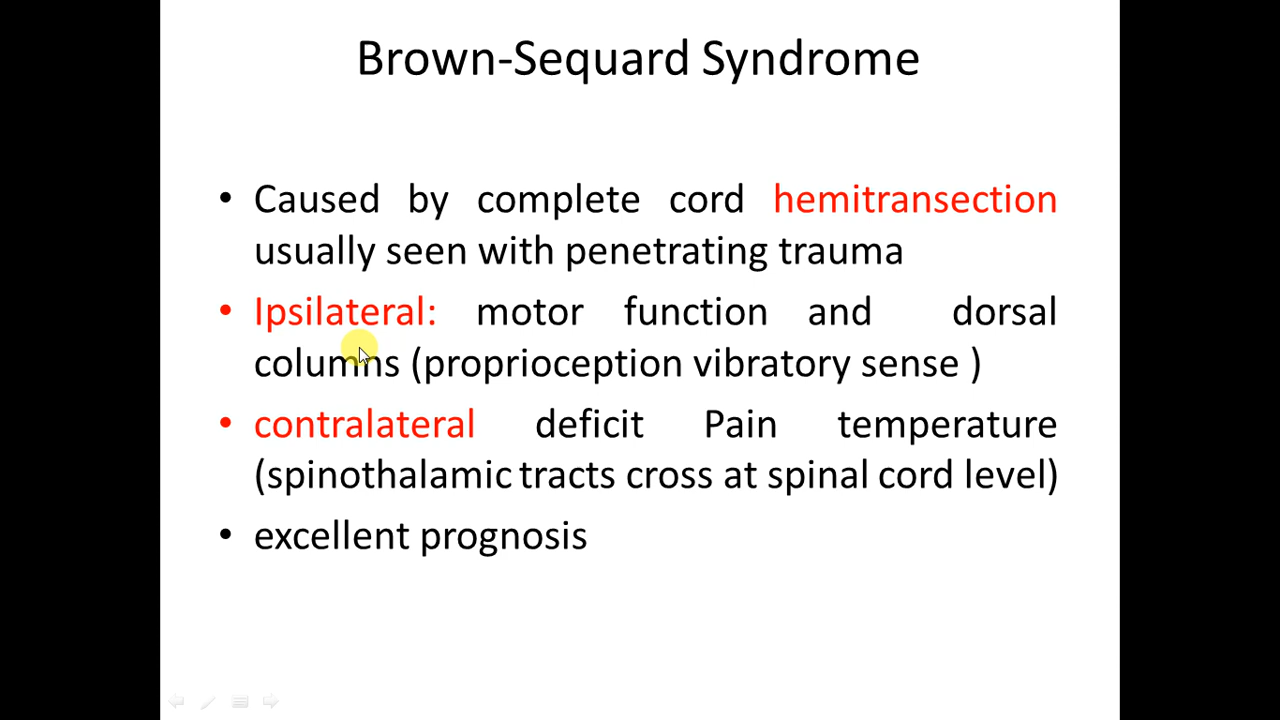 Brown-Sequard Syndrome
• Caused by complete cord hemitransection
usually seen with penetrating trauma
• Ipsilateral: motor function and dorsal
columns (proprioception vibratory sense )
• contralateral deficit Pain temperature
(spinothalamic tracts cross at spinal cord level)
• excellent prognosis